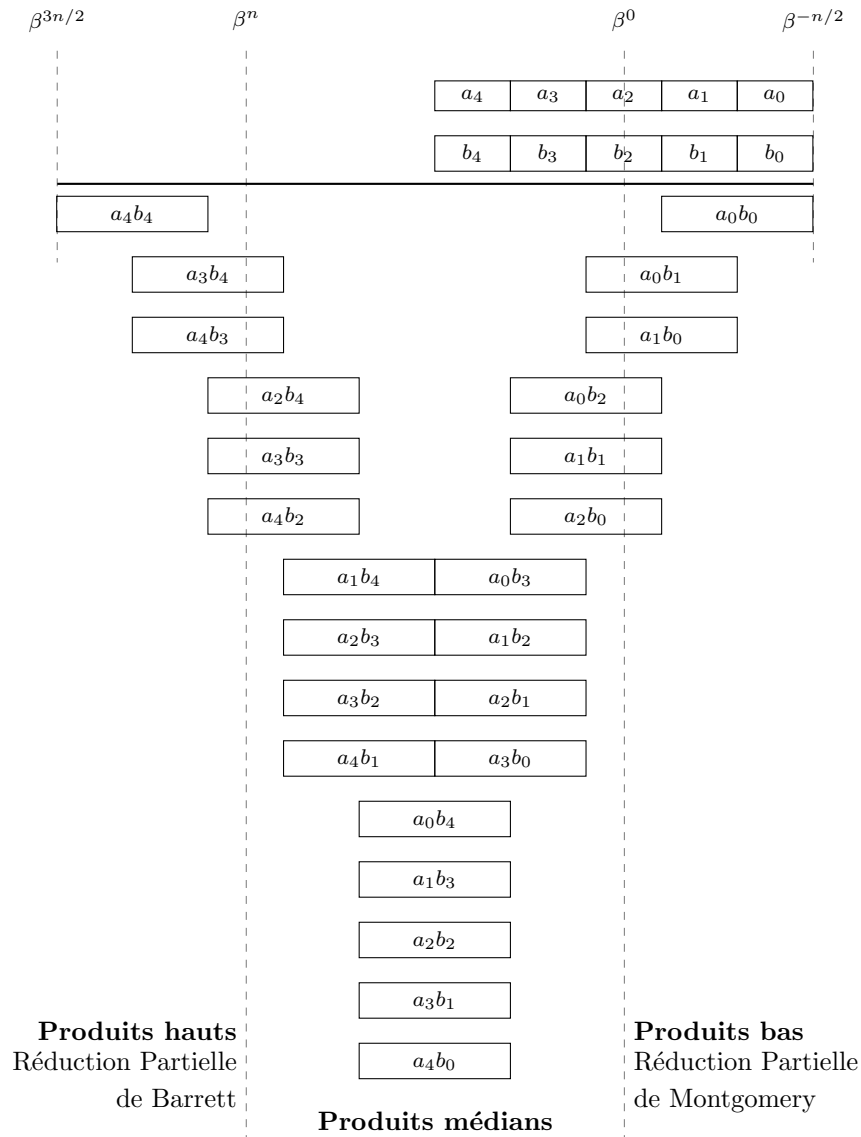 β^{3n/2} β^n β^0 β^{−n/2}
a_4 a_3 a_2 a_1 a_0
b_4 b_3 b_2 b_1 b_0
a_4b_4 a_0b_0
a_3b_4 a_0b_1
a_4b_3 a_1b_0
a_2b_4 a_0b_2
a_3b_3 a_1b_1
a_4b_2 a_2b_0
a_1b_4 a_0b_3
a_2b_3 a_1b_2
a_3b_2 a_2b_1
a_4b_1 a_3b_0
a_0b_4
a_1b_3
a_2b_2
a_3b_1
a_4b_0
Produits hauts
Réduction Partielle
de Barrett
Produits médians
Produits bas
Réduction Partielle
de Montgomery